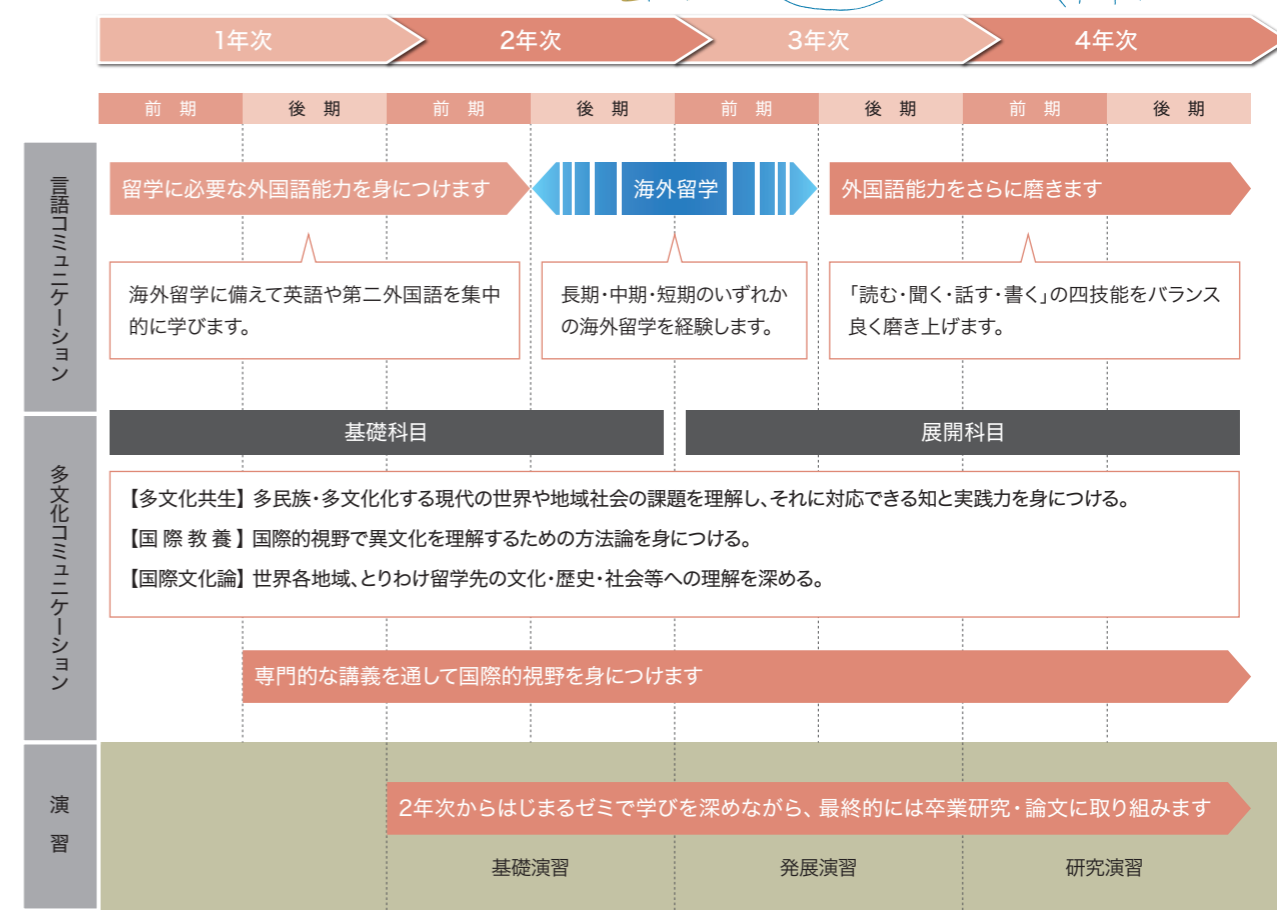 1年次 2年次 3年次 4年次
前 期 後 期 前 期 後 期 前 期 後 期 前 期 後 期
言語コミュニケーション
留学に必要な外国語能力を身につけます
海外留学
外国語能力をさらに磨きます
海外留学に備えて英語や第二外国語を集中
的に学びます。
長期・中期・短期のいずれか
の海外留学を経験します。
「読む・聞く・話す・書く」の四技能をバランス
良く磨き上げます。
多文化コミュニケーション
基礎科目
展開科目
【多文化共生】多民族・多文化化する現代の世界や地域社会の課題を理解し、それに対応できる知と実践力を身につける。
【国 際 教 養】国際的視野で異文化を理解するための方法論を身につける。
【国際文化論】世界各地域、とりわけ留学先の文化・歴史・社会等への理解を深める。
専門的な講義を通して国際的視野を身につけます
演 習
2年次からはじまるゼミで学びを深めながら、最終的には卒業研究・論文に取り組みます
基礎演習
発展演習
研究演習